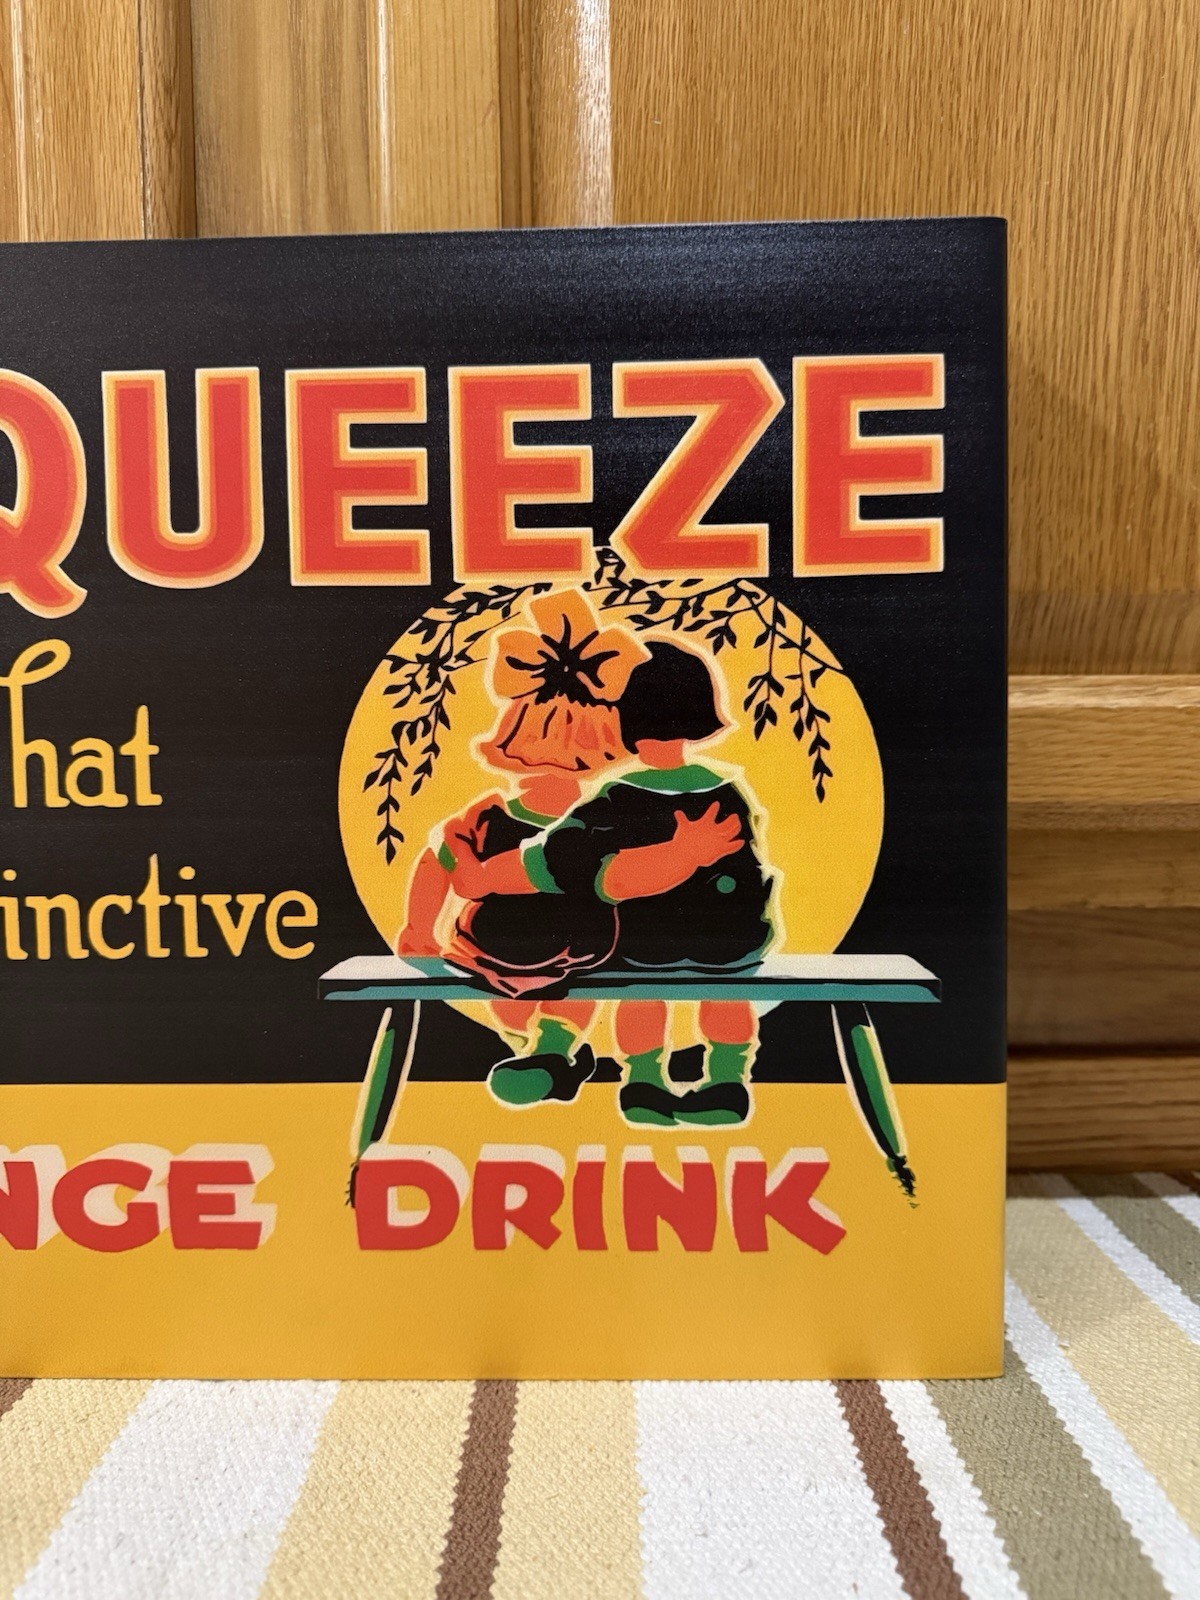 QUEEZE
hat
inctive
NGE DRINK